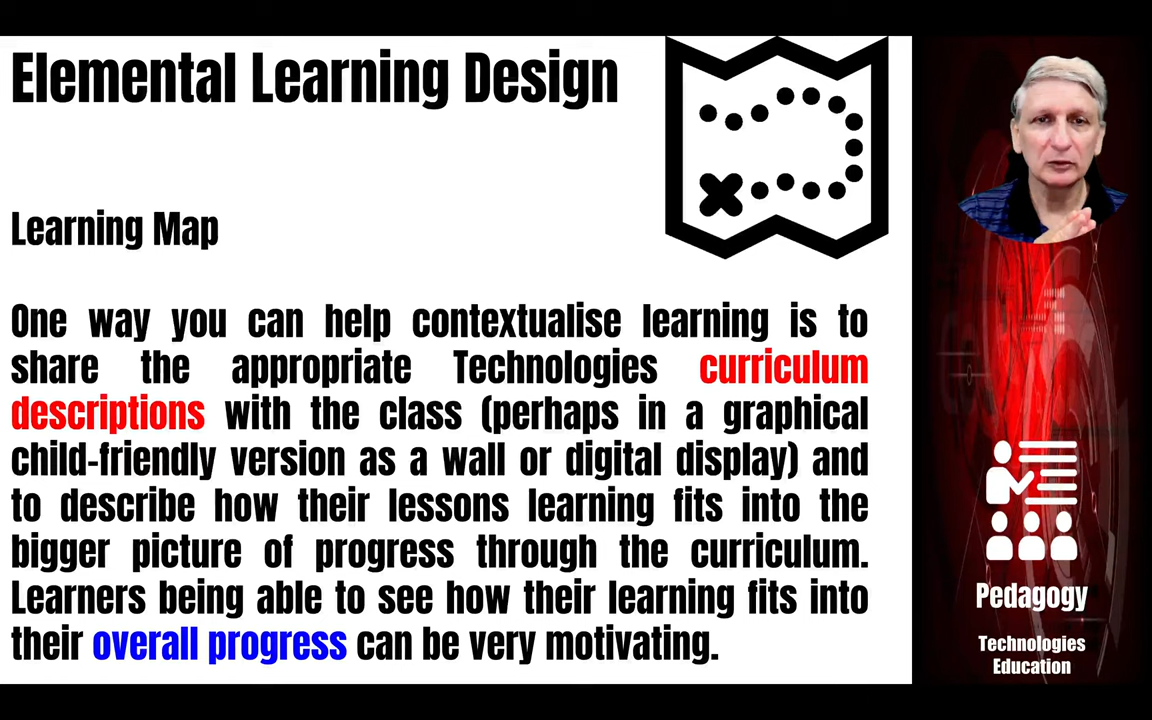 Elemental Learning Design
Learning Map
One way you can help contextualise learning is to
share the appropriate Technologies curriculum
descriptions with the class (perhaps in a graphical
child-friendly version as a wall or digital display) and
to describe how their lessons learning fits into the
bigger picture of progress through the curriculum.
Learners being able to see how their learning fits into
their overall progress can be very motivating.
Pedagogy
Technologies
Education